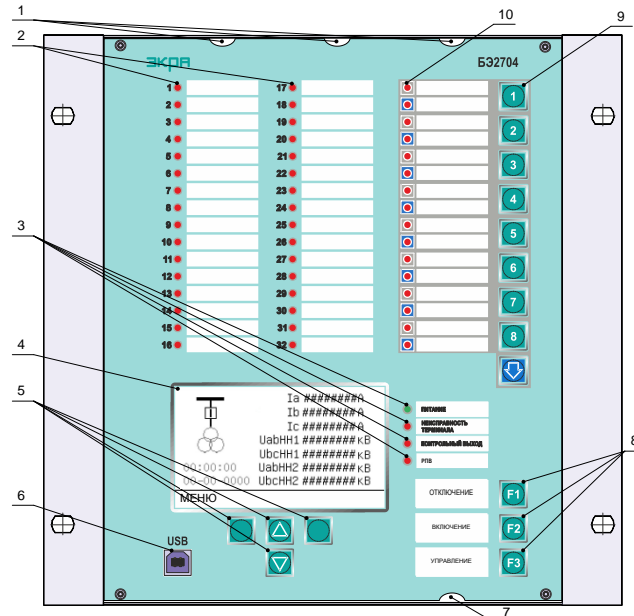 1
10
9
2
ЭКРА
БЭ2704
1
17
1
2
18
3
19
2
4
20
5
21
3
6
22
7
23
4
8
24
9
25
5
10
26
3
11
27
6
12
28
13
29
7
14
30
15
31
8
16
32
4
Ia ########А
Ib ########А
Ic ########А
UabНН1 ######## кВ
UbcНН1 ######## кВ
00:00:00 UabНН2 ######## кВ
00-00-0000 UbcНН2 ######## кВ
МЕНЮ
5
ПИТАНИЕ
НЕИСПРАВНОСТЬ
ТЕРМИНАЛА
КОНТРОЛЬНЫЙ ВЫХОД
РПВ
8
ОТКЛЮЧЕНИЕ F1
ВКЛЮЧЕНИЕ F2
УПРАВЛЕНИЕ F3
6
USB
7